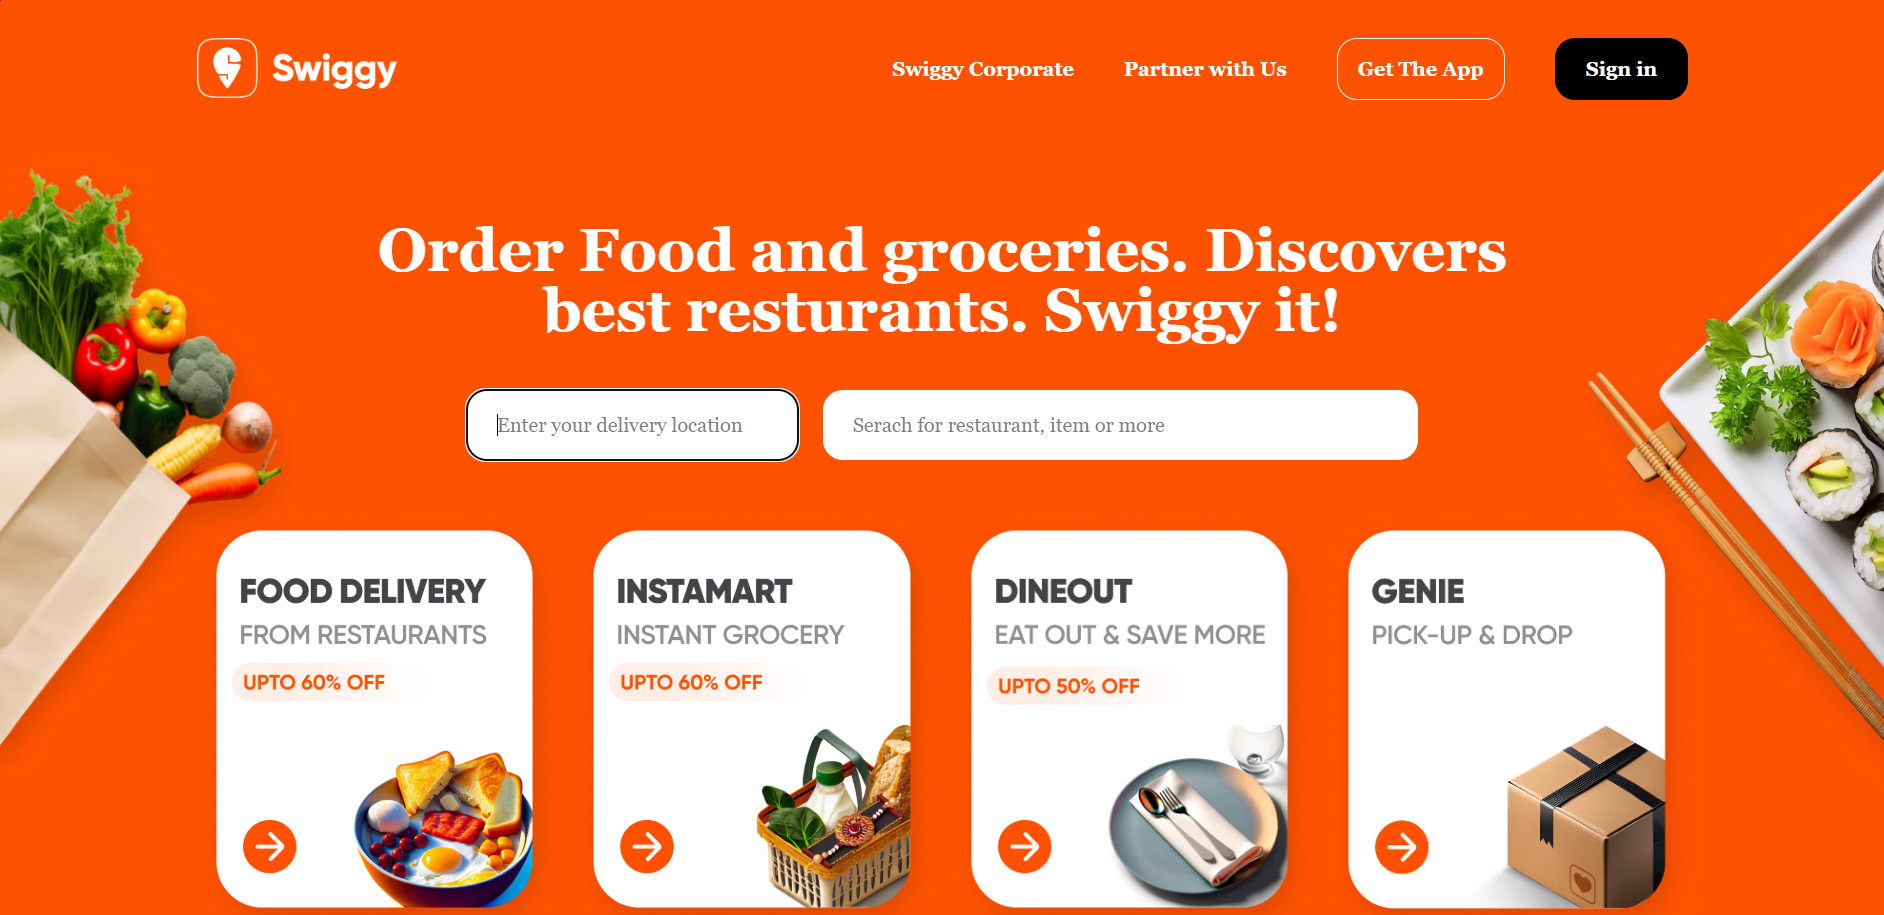 Swiggy
Swiggy Corporate
Partner with Us
Get The App
Sign in
Order Food and groceries. Discovers
best resturants. Swiggy it!
Enter your delivery location
Serach for restaurant, item or more
FOOD DELIVERY
FROM RESTAURANTS
UPTO 60% OFF
INSTAMART
INSTANT GROCERY
UPTO 60% OFF
DINEOUT
EAT OUT & SAVE MORE
UPTO 50% OFF
GENIE
PICK-UP & DROP